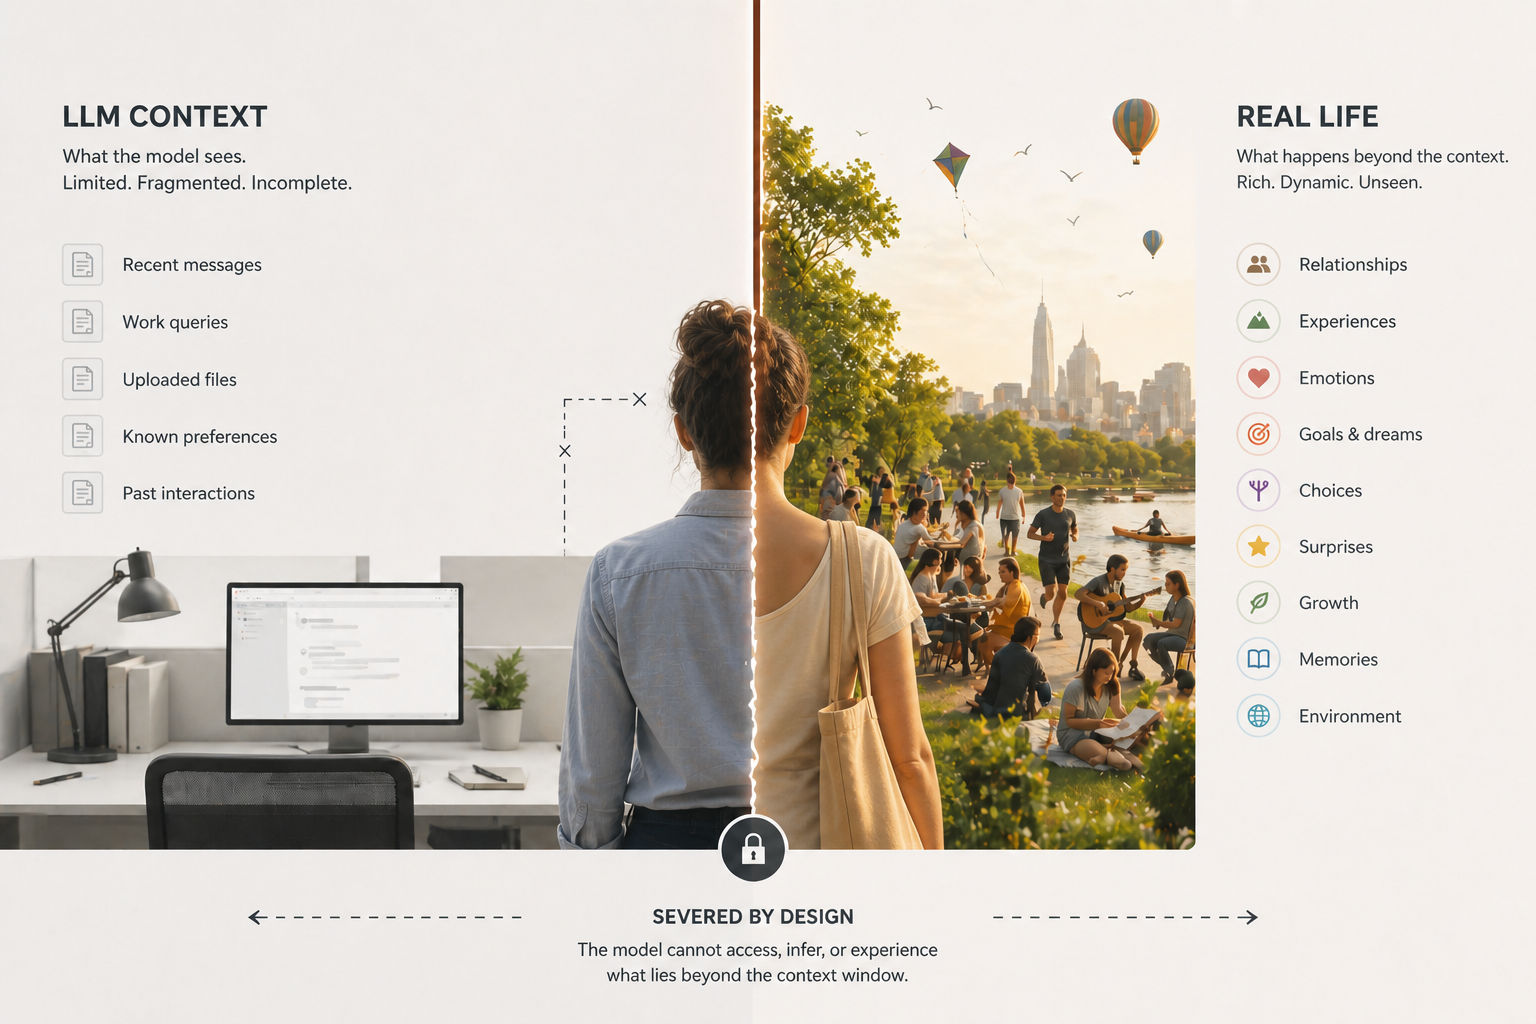 LLM CONTEXT
What the model sees.
Limited. Fragmented. Incomplete.
Recent messages
Work queries
Uploaded files
Known preferences
Past interactions
REAL LIFE
What happens beyond the context.
Rich. Dynamic. Unseen.
Relationships
Experiences
Emotions
Goals & dreams
Choices
Surprises
Growth
Memories
Environment
SEVERED BY DESIGN
The model cannot access, infer, or experience
what lies beyond the context window.